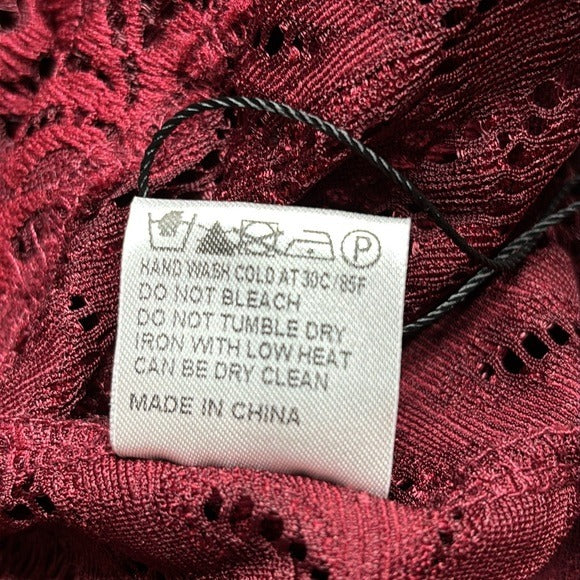 P
HAND WASH COLD AT 30C/85F
DO NOT BLEACH
DO NOT TUMBLE DRY
IRON WITH LOW HEAT
CAN BE DRY CLEAN
MADE IN CHINA